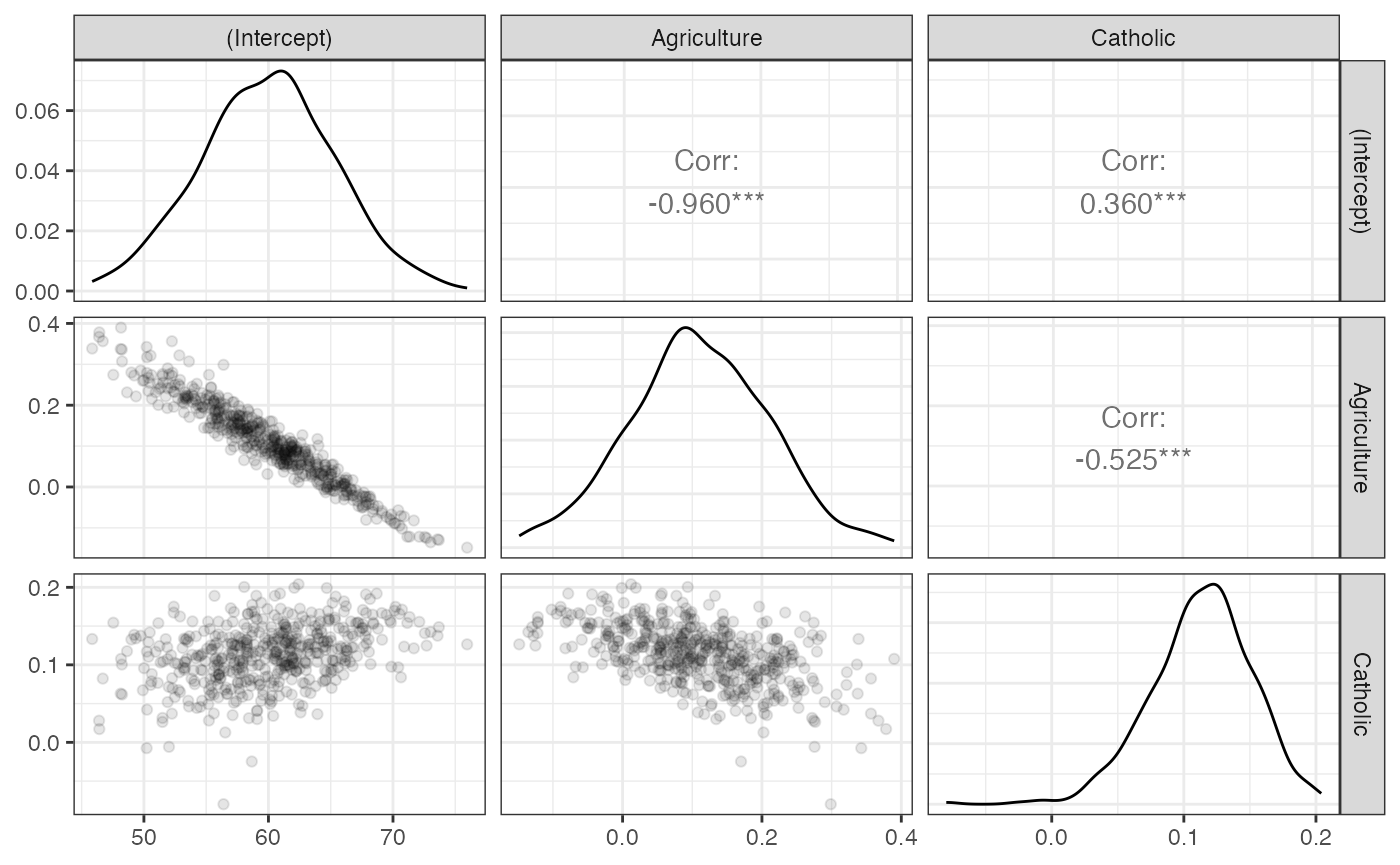 (Intercept) Agriculture Catholic
0.06
0.04
0.02
0.00
Corr:
-0.960***
Corr:
0.360***
(Intercept)
0.4
0.2
0.0
Corr:
-0.525***
Agriculture
0.2
0.1
0.0
Catholic
50 60 70 0.0 0.2 0.4 0.0 0.1 0.2